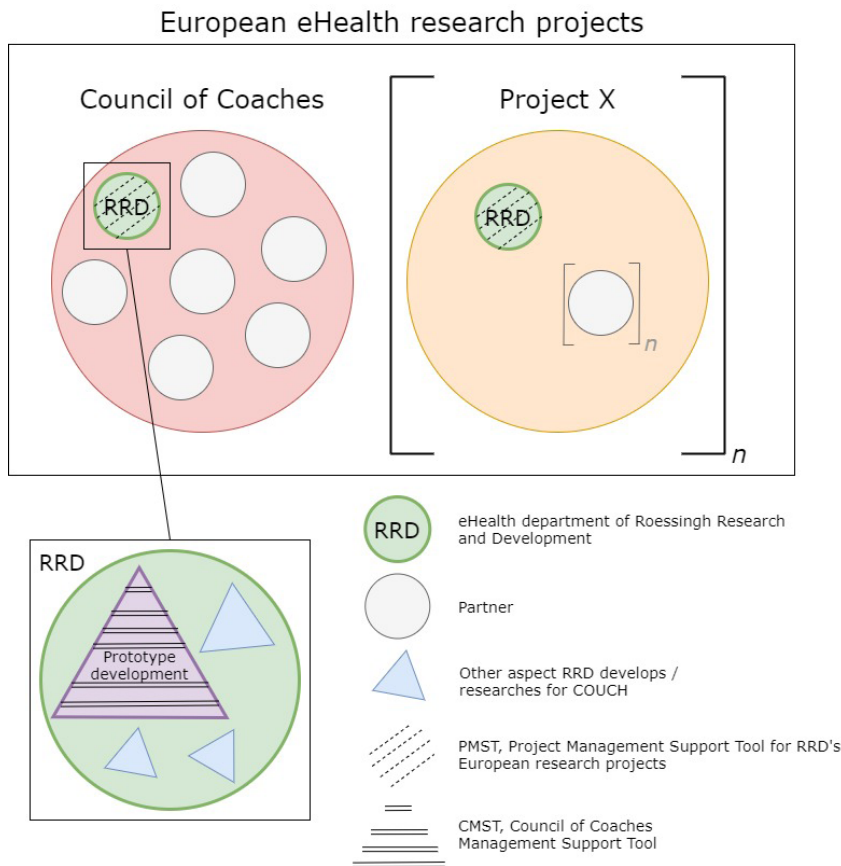 European eHealth research projects
Council of Coaches
Project X
RRD
RRD
n
n
RRD
Prototype
development
RRD
eHealth department of Roessingh Research
and Development
Partner
Other aspect RRD develops /
researches for COUCH
PMST, Project Management Support Tool for RRD's
European research projects
CMST, Council of Coaches
Management Support Tool